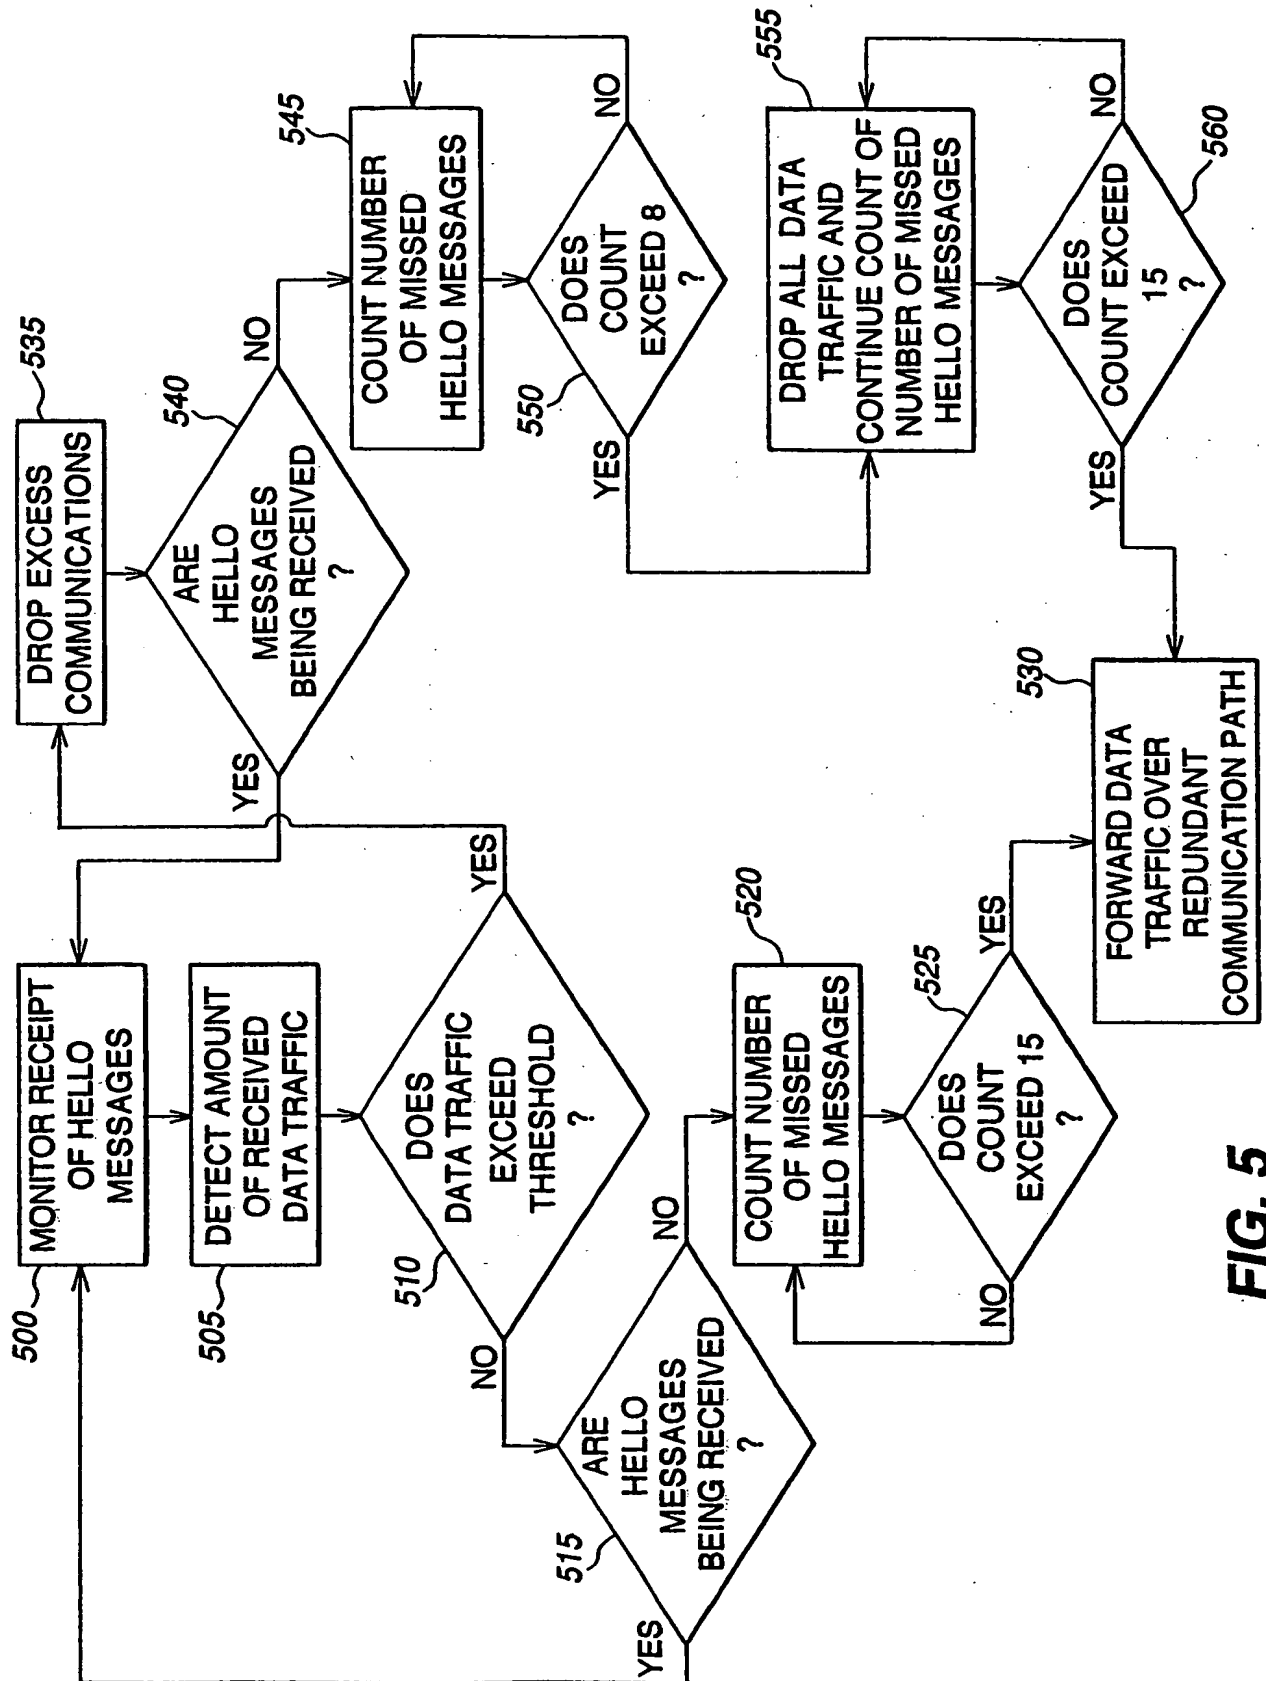 500
MONITOR RECEIPT
OF HELLO
MESSAGES
505
DETECT AMOUNT
OF RECEIVED
DATA TRAFFIC
510
DOES
DATA TRAFFIC
EXCEED
THRESHOLD
?
NO
YES
515
ARE
HELLO
MESSAGES
BEING RECEIVED
?
YES
NO
520
COUNT NUMBER
OF MISSED
HELLO MESSAGES
525
DOES
COUNT
EXCEED 15
?
NO
YES
530
FORWARD DATA
TRAFFIC OVER
REDUNDANT
COMMUNICATION PATH
535
DROP EXCESS
COMMUNICATIONS
540
ARE
HELLO
MESSAGES
BEING RECEIVED
?
YES
NO
545
COUNT NUMBER
OF MISSED
HELLO MESSAGES
550
DOES
COUNT
EXCEED 8
?
YES
NO
555
DROP ALL DATA
TRAFFIC AND
CONTINUE COUNT OF
NUMBER OF MISSED
HELLO MESSAGES
560
DOES
COUNT EXCEED
15
?
YES
NO
FIG. 5